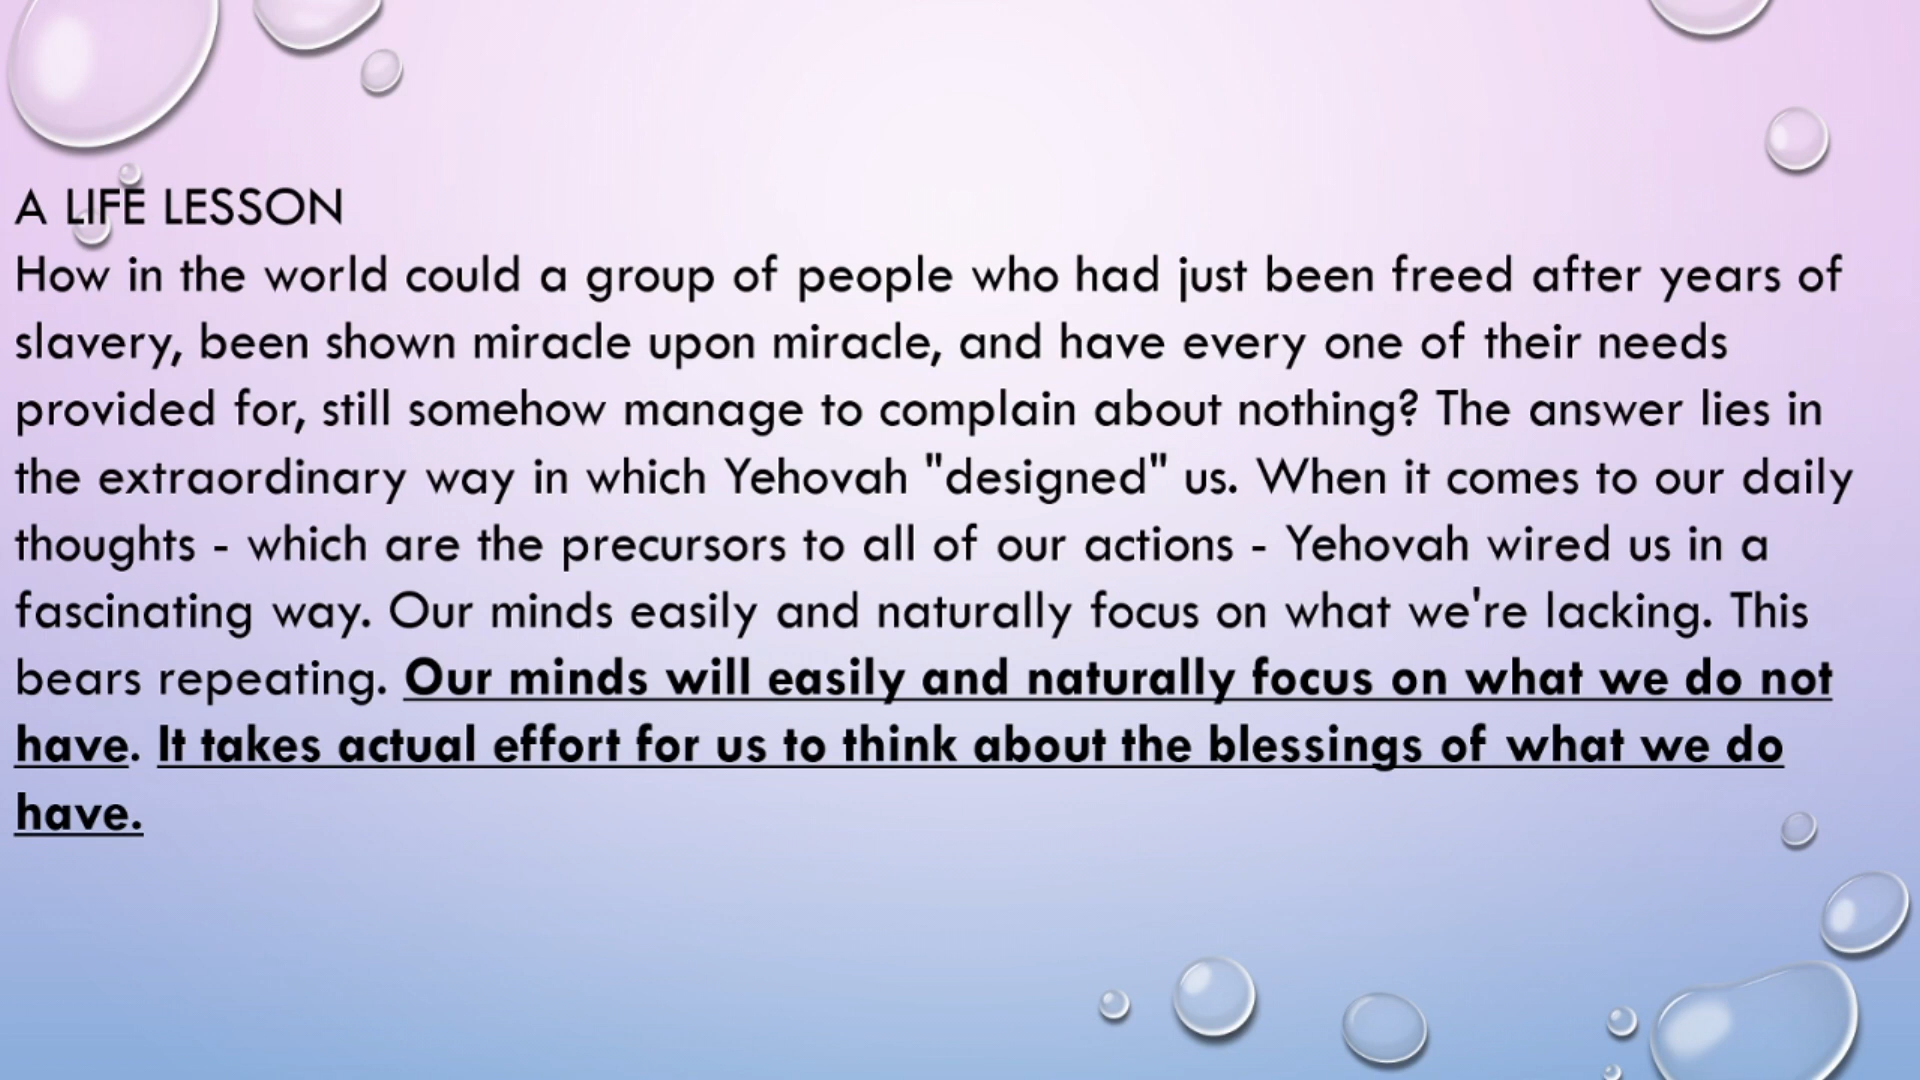 A LIFE LESSON
How in the world could a group of people who had just been freed after years of
slavery, been shown miracle upon miracle, and have every one of their needs
provided for, still somehow manage to complain about nothing? The answer lies in
the extraordinary way in which Yehovah "designed" us. When it comes to our daily
thoughts - which are the precursors to all of our actions - Yehovah wired us in a
fascinating way. Our minds easily and naturally focus on what we're lacking. This
bears repeating. Our minds will easily and naturally focus on what we do not
have. It takes actual effort for us to think about the blessings of what we do
have.